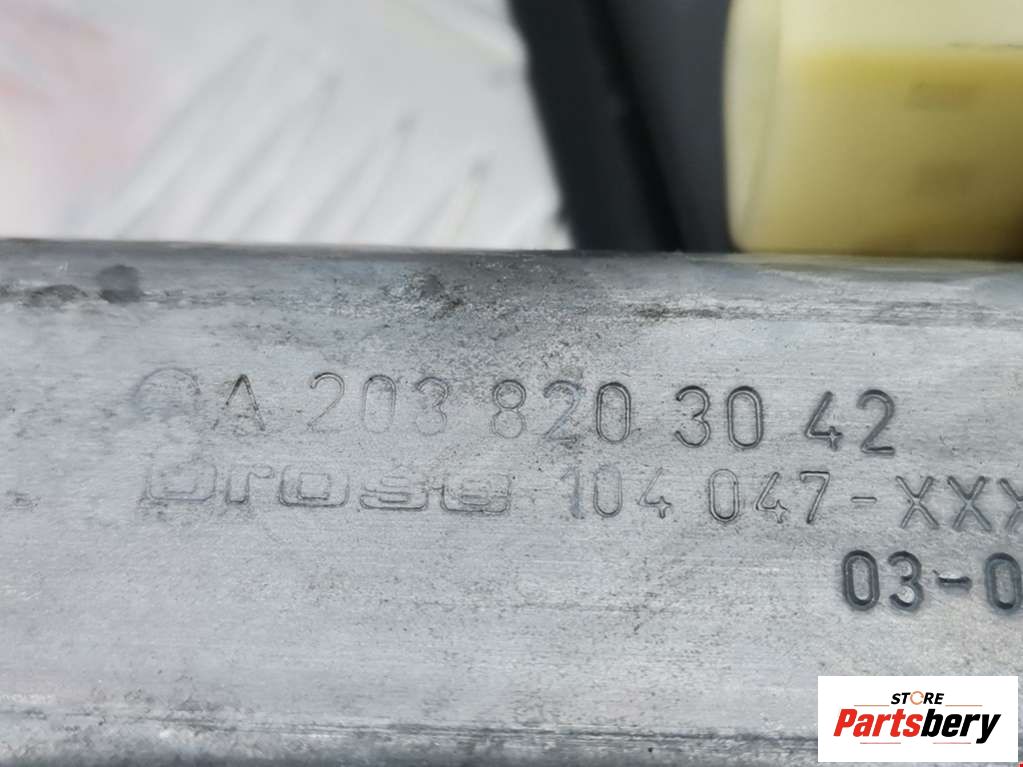 A 203 820 30 42
brose 104 047-XXX
03-0
STORE
Partsbery